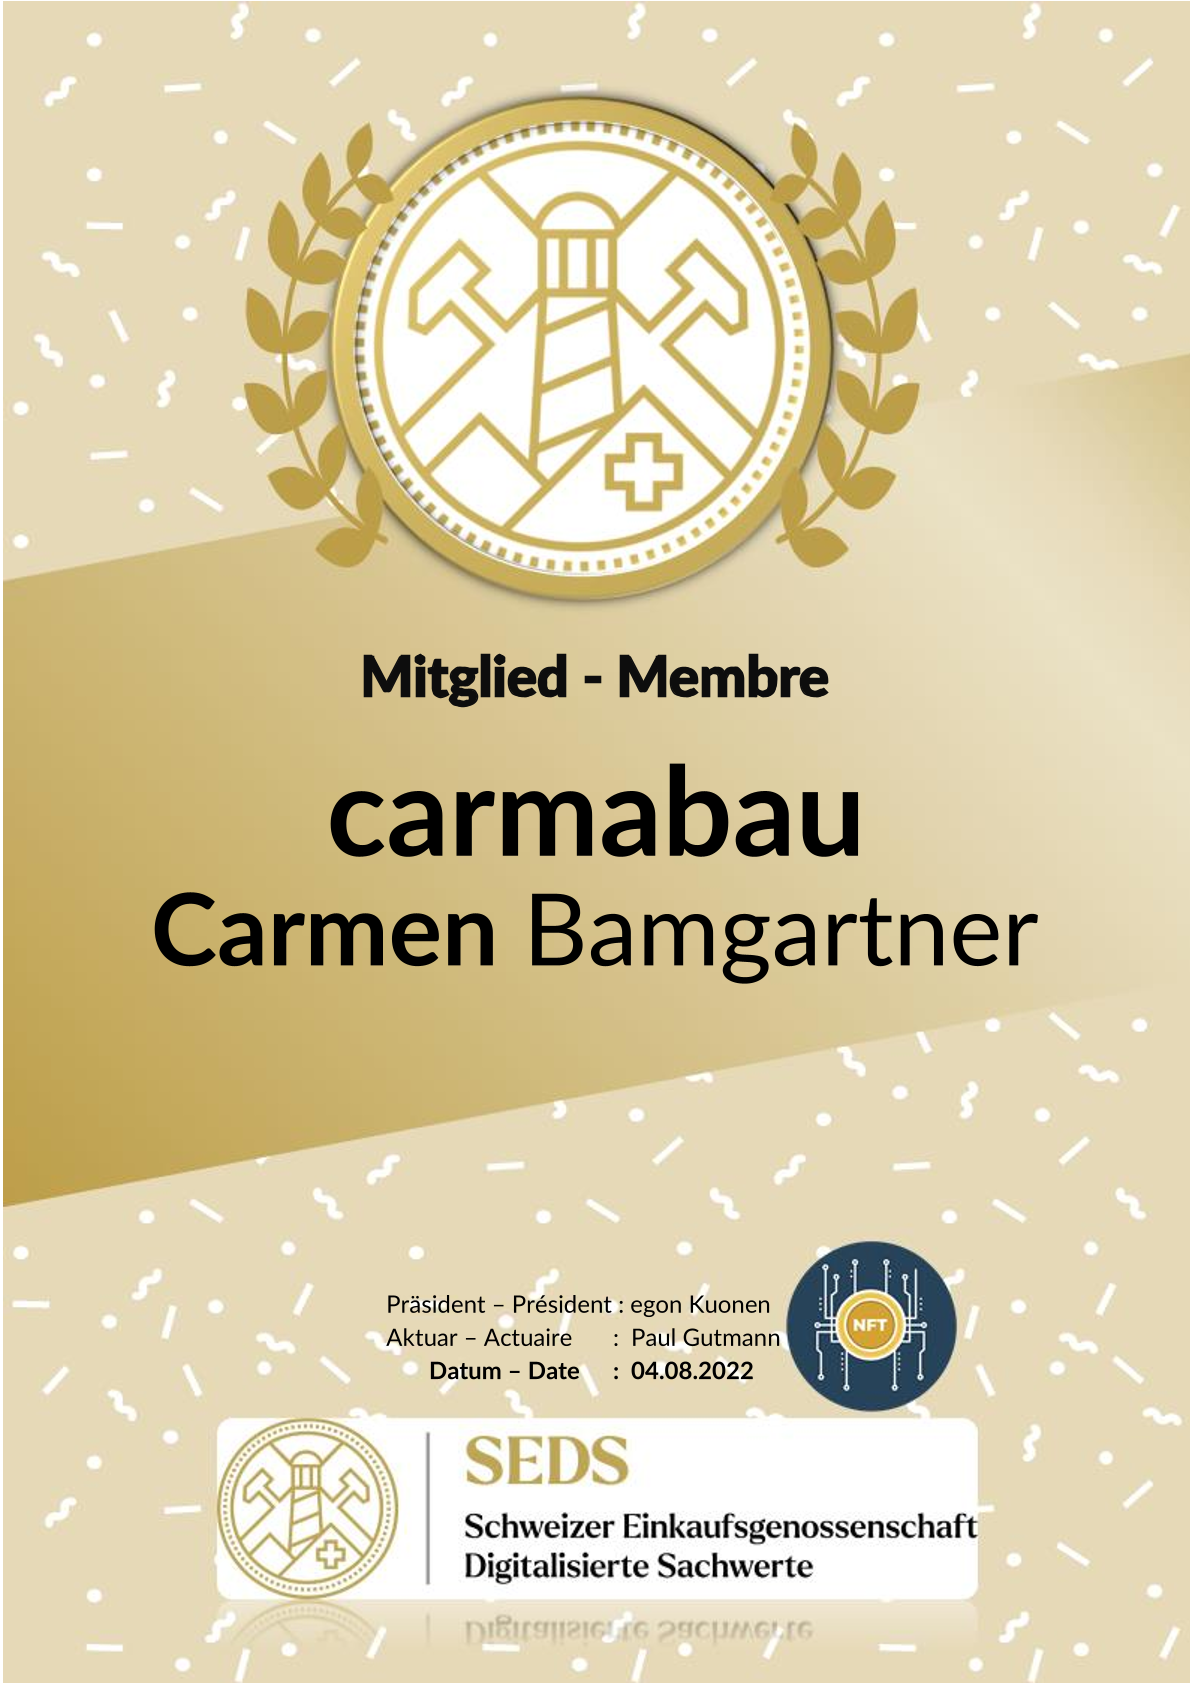 Mitglied - Membre
carmabau
Carmen Bamgartner
Präsident – Président : egon Kuonen
Aktuar – Actuaire : Paul Gutmann
Datum – Date : 04.08.2022
NFT
SEDS
Schweizer Einkaufsgenossenschaft
Digitalisierte Sachwerte
Digitalisierte Sachwerte